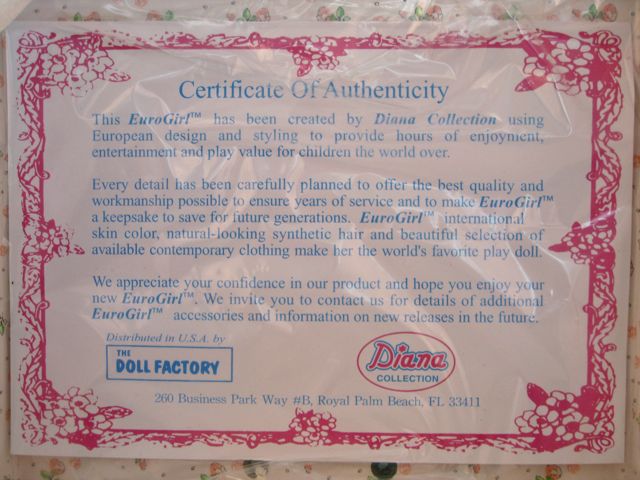 Certificate Of Authenticity
This EuroGirl™ has been created by Diana Collection using
European design and styling to provide hours of enjoyment,
entertainment and play value for children the world over.
Every detail has been carefully planned to offer the best quality and
workmanship possible to ensure years of service and to make EuroGirl™
a keepsake to save for future generations. EuroGirl™ international
skin color, natural-looking synthetic hair and beautiful selection of
available contemporary clothing make her the world's favorite play doll.
We appreciate your confidence in our product and hope you enjoy your
new EuroGirl™. We invite you to contact us for details of additional
EuroGirl™ accessories and information on new releases in the future.
Distributed in U.S.A. by
THE
DOLL FACTORY
Diana
COLLECTION
260 Business Park Way #B, Royal Palm Beach, FL 33411